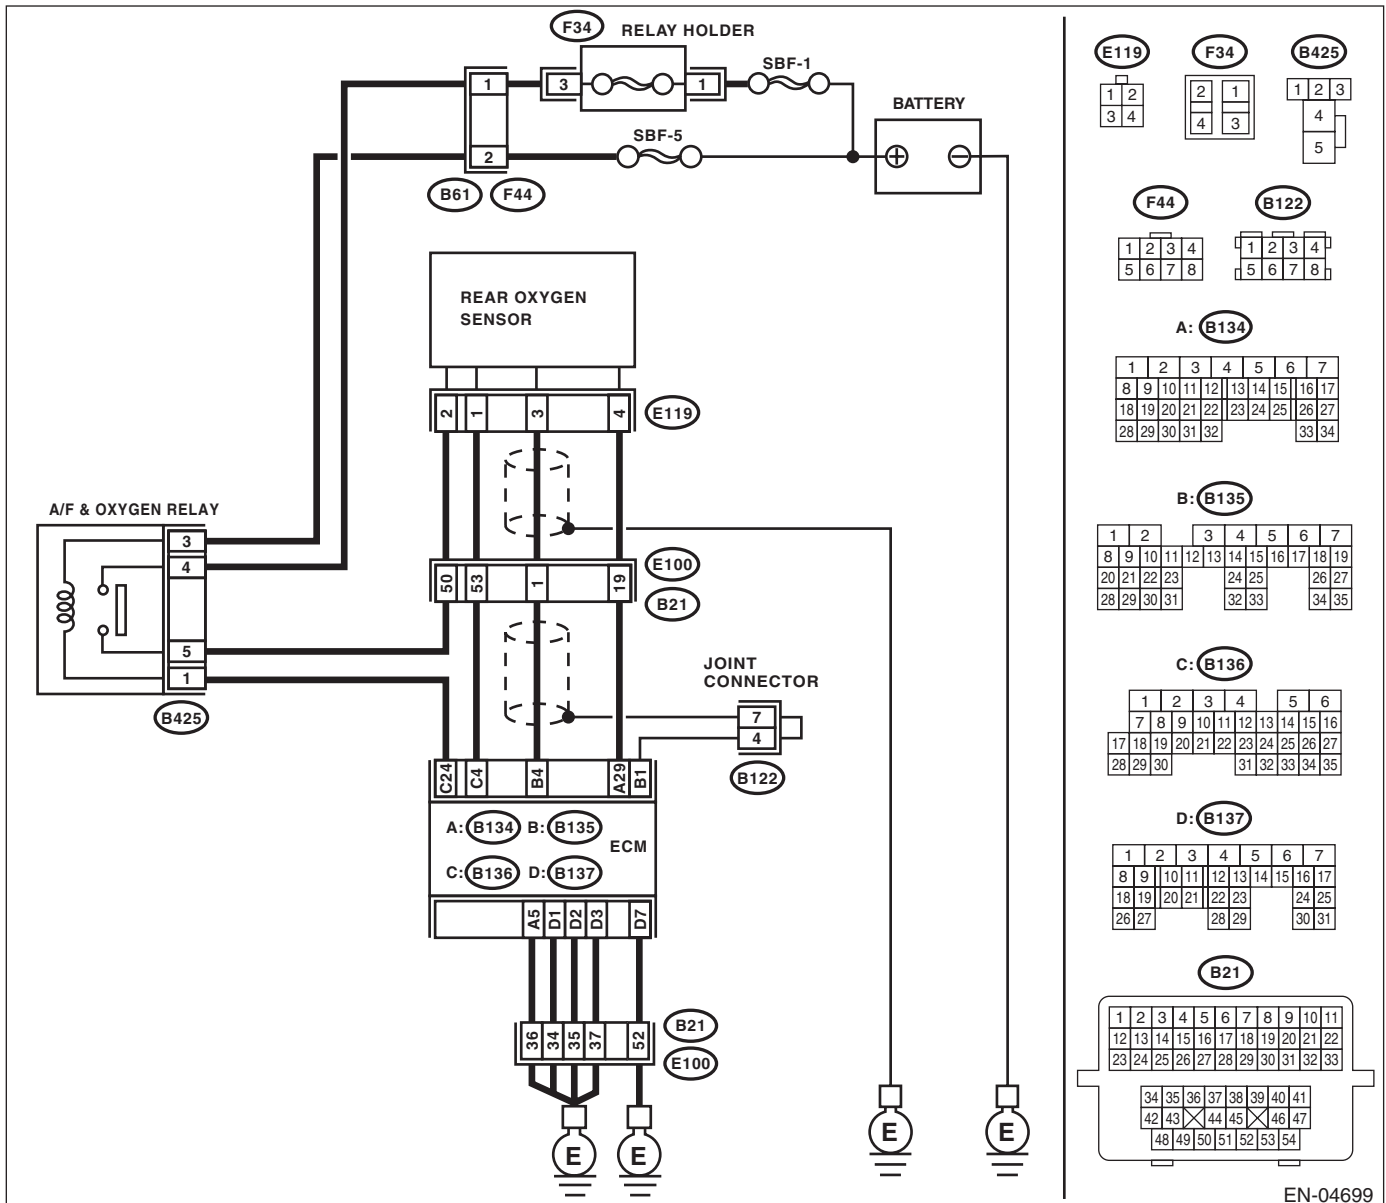 F34 RELAY HOLDER
SBF-1
1 3 1
BATTERY
SBF-5
2
B61 F44
REAR OXYGEN
SENSOR
2 1 3 4
E119
A/F & OXYGEN RELAY
3
4
5
1
B425
E100
50 53 1 19
B21
JOINT
CONNECTOR
7
4
B122
C24 C4 B4 A29 B1
A: B134 B: B135
ECM
C: B136 D: B137
A5 D1 D2 D3 D7
B21
36 34 35 37 52
E100
E E E E
E119 F34 B425
1 2
3 4
2 1
4 3
1 2 3
4
5
F44 B122
1 2 3 4
5 6 7 8
1 2 3 4
5 6 7 8
A: B134
1 2 3 4 5 6 7
8 9 10 11 12 13 14 15 16 17
18 19 20 21 22 23 24 25 26 27
28 29 30 31 32 33 34
B: B135
1 2 3 4 5 6 7
8 9 10 11 12 13 14 15 16 17 18 19
20 21 22 23 24 25 26 27
28 29 30 31 32 33 34 35
C: B136
1 2 3 4 5 6
7 8 9 10 11 12 13 14 15 16
17 18 19 20 21 22 23 24 25 26 27
28 29 30 31 32 33 34 35
D: B137
1 2 3 4 5 6 7
8 9 10 11 12 13 14 15 16 17
18 19 20 21 22 23 24 25
26 27 28 29 30 31
B21
1 2 3 4 5 6 7 8 9 10 11
12 13 14 15 16 17 18 19 20 21 22
23 24 25 26 27 28 29 30 31 32 33
34 35 36 37 38 39 40 41
42 43 44 45 46 47
48 49 50 51 52 53 54
EN-04699